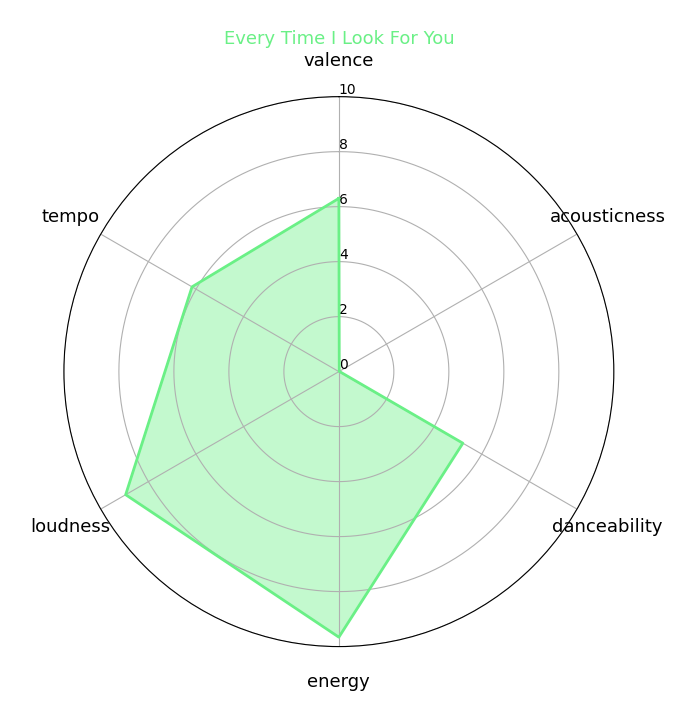 Every Time I Look For You
valence
10
8
tempo
acousticness
6
4
2
0
loudness
danceability
energy